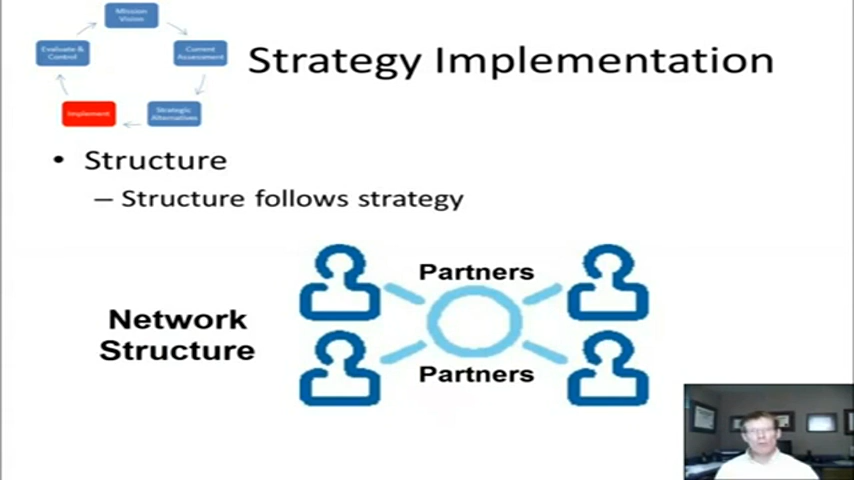 Mission
Vision
Evaluate &
Control
Current
Assessment
Implement
Strategic
Alternatives
Strategy Implementation
• Structure
– Structure follows strategy
Network
Structure
Partners
Partners